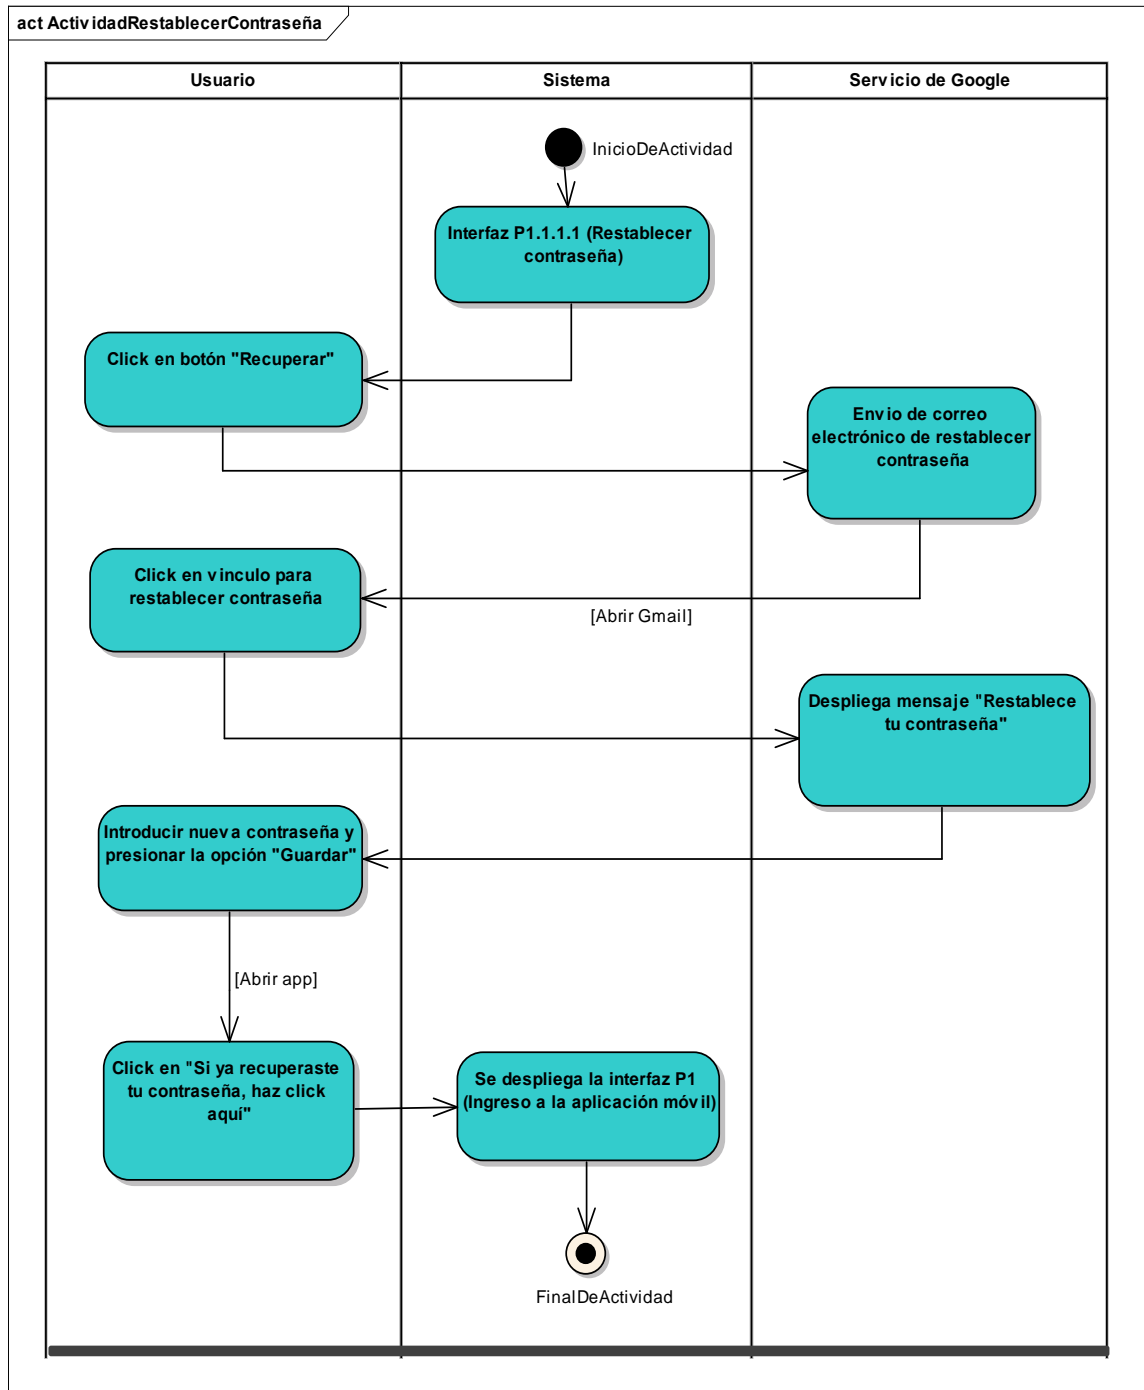 act ActividadRestablecerContraseña
Usuario
Sistema
Servicio de Google
InicioDeActividad
Interfaz P1.1.1.1 (Restablecer
contraseña)
Click en botón "Recuperar"
Envio de correo
electrónico de restablecer
contraseña
Click en vinculo para
restablecer contraseña
[Abrir Gmail]
Despliega mensaje "Restablece
tu contraseña"
Introducir nueva contraseña y
presionar la opción "Guardar"
[Abrir app]
Click en "Si ya recuperaste
tu contraseña, haz click
aquí"
Se despliega la interfaz P1
(Ingreso a la aplicación móvil)
FinalDeActividad